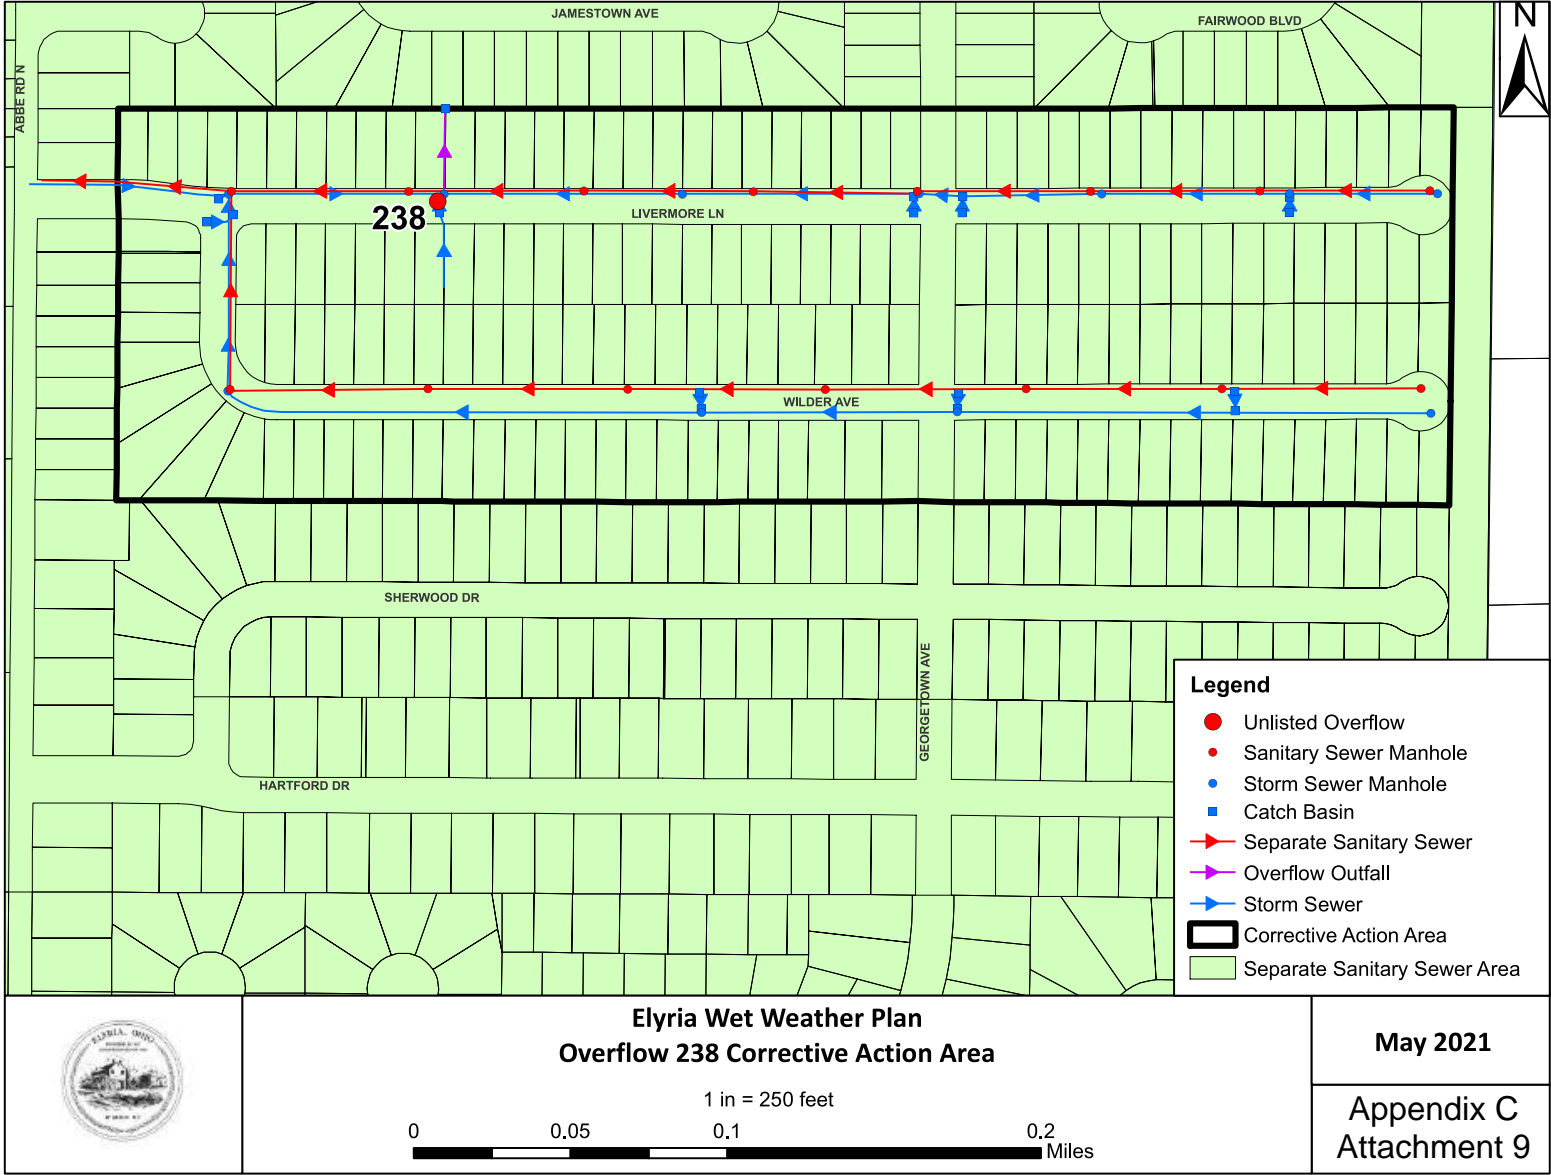 JAMESTOWN AVE
FAIRWOOD BLVD
N
ABBE RD N
238
LIVERMORE LN
WILDER AVE
SHERWOOD DR
GEORGETOWN AVE
HARTFORD DR
Legend
Unlisted Overflow
Sanitary Sewer Manhole
Storm Sewer Manhole
Catch Basin
Separate Sanitary Sewer
Overflow Outfall
Storm Sewer
Corrective Action Area
Separate Sanitary Sewer Area
ELYRIA, OHIO
Elyria Wet Weather Plan
Overflow 238 Corrective Action Area
1 in = 250 feet
0 0.05 0.1 0.2
Miles
May 2021
Appendix C
Attachment 9